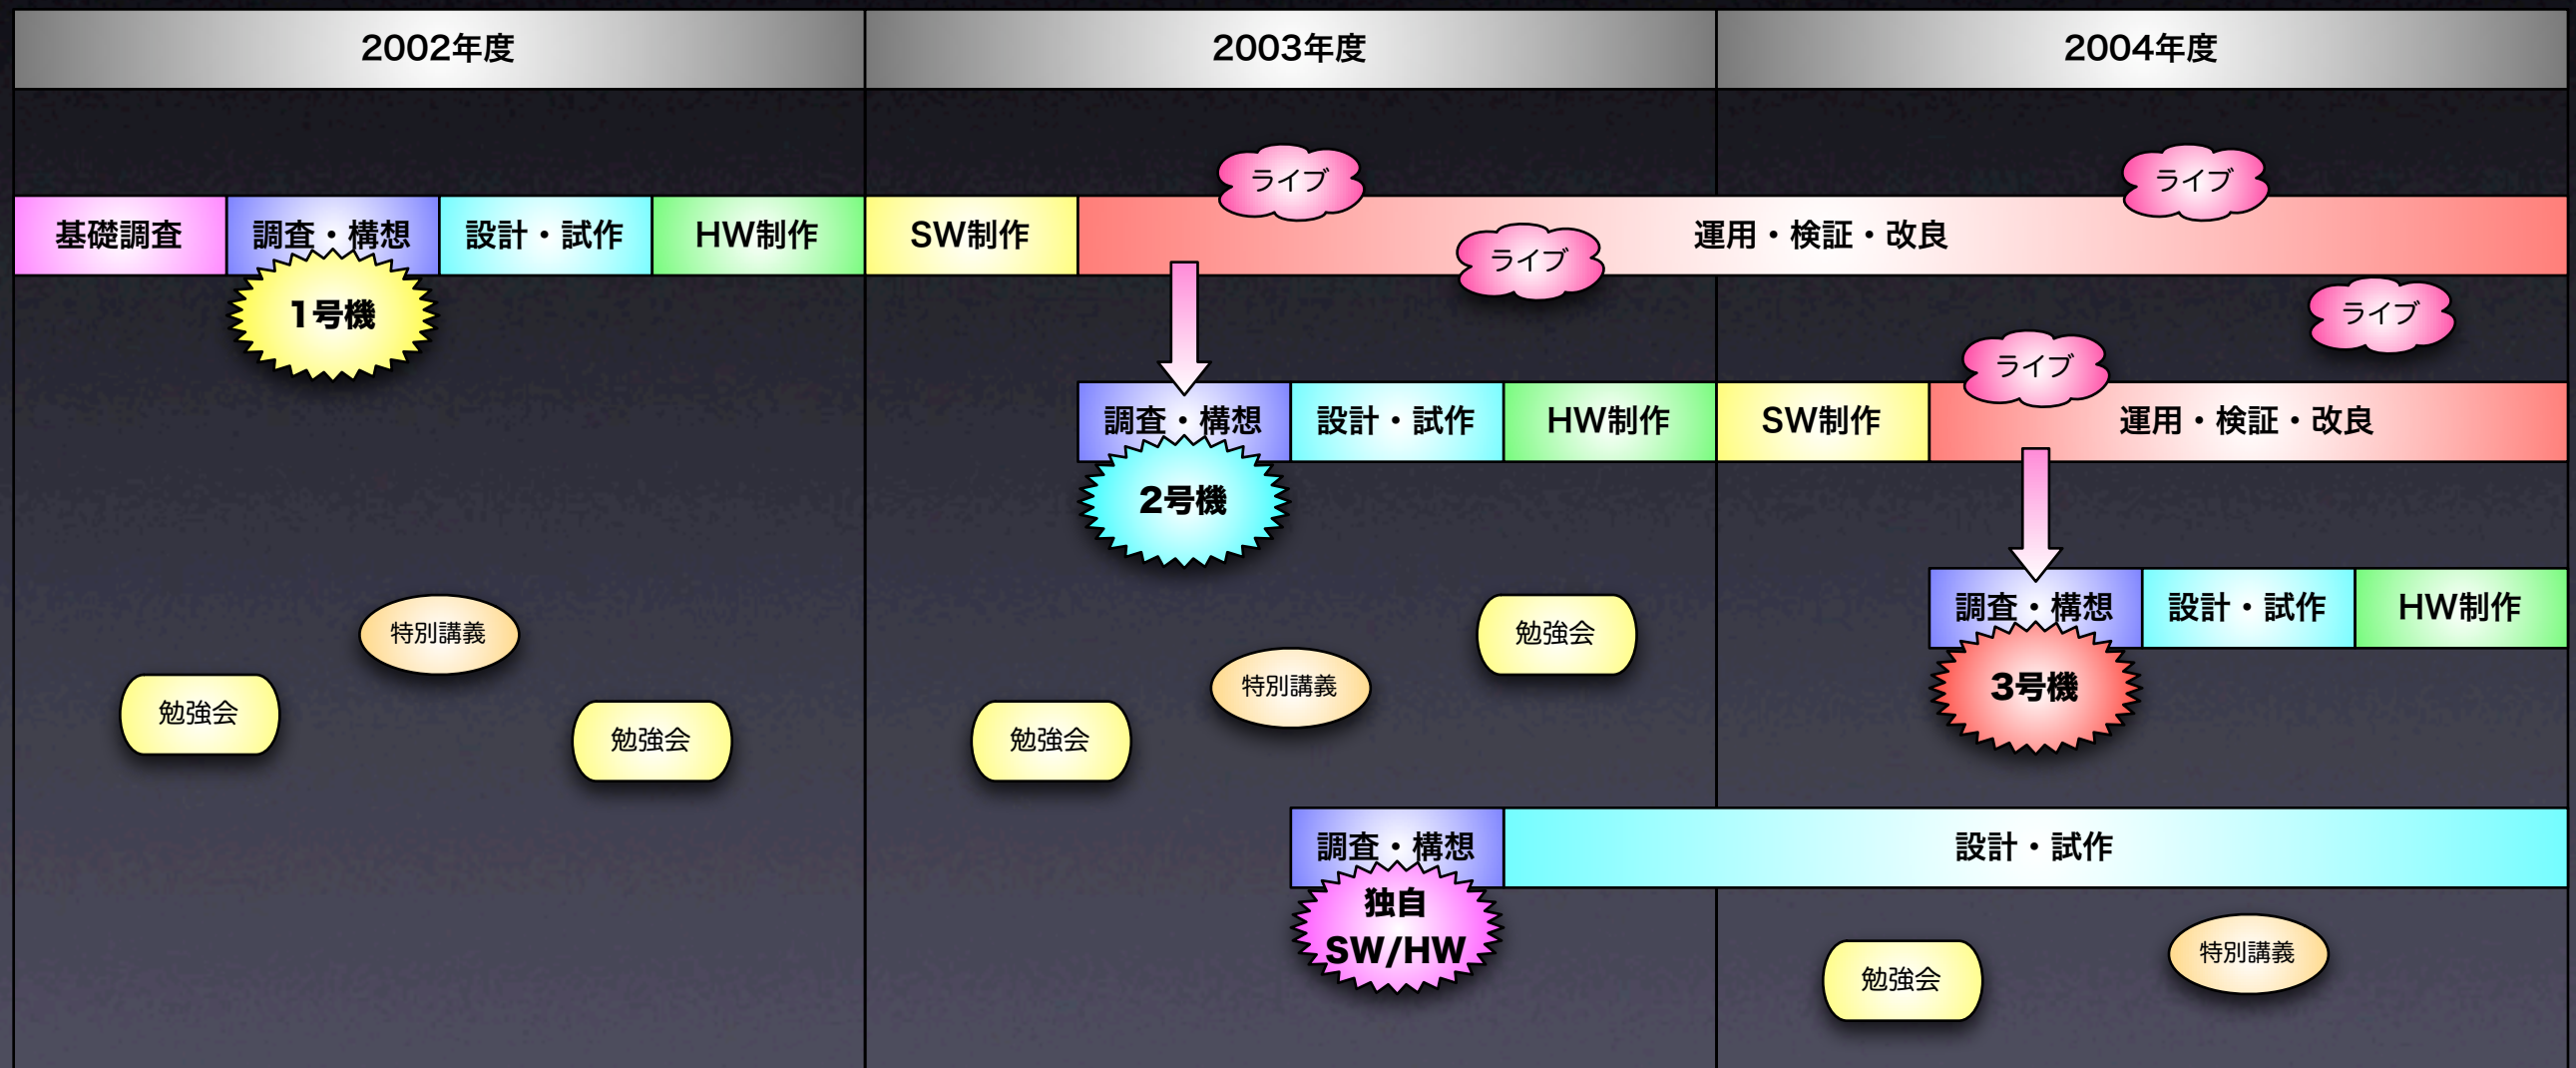 2002年度
2003年度
2004年度
ライブ
ライブ
基礎調査
調査・構想
設計・試作
HW制作
SW制作
運用・検証・改良
ライブ
1号機
ライブ
ライブ
調査・構想
設計・試作
HW制作
SW制作
運用・検証・改良
2号機
調査・構想
設計・試作
HW制作
特別講義
勉強会
特別講義
3号機
勉強会
勉強会
勉強会
調査・構想
設計・試作
独自
SW/HW
勉強会
特別講義